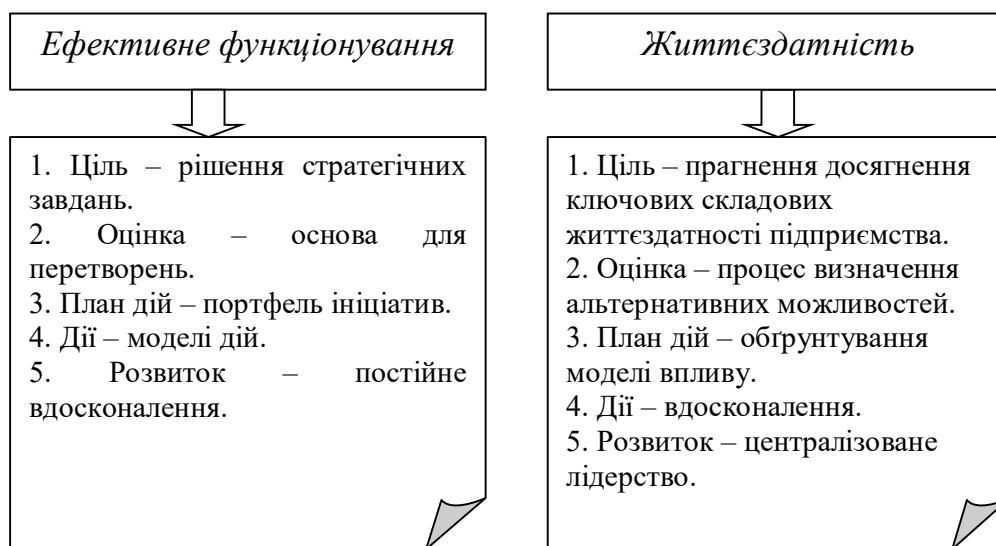 Ефективне функціонування
1. Ціль – рішення стратегічних
завдань.
2. Оцінка – основа для
перетворень.
3. План дій – портфель ініціатив.
4. Дії – моделі дій.
5. Розвиток – постійне
вдосконалення.
Життєздатність
1. Ціль – прагнення досягнення
ключових складових
життєздатності підприємства.
2. Оцінка – процес визначення
альтернативних можливостей.
3. План дій – обґрунтування
моделі впливу.
4. Дії – вдосконалення.
5. Розвиток – централізоване
лідерство.